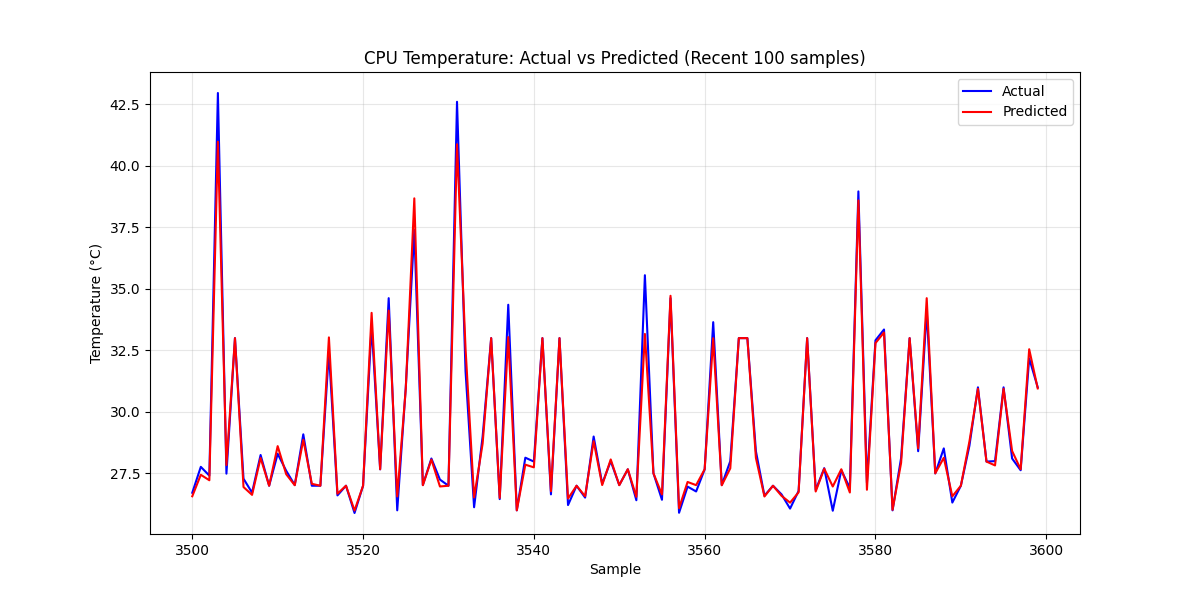 CPU Temperature: Actual vs Predicted (Recent 100 samples)
Actual
Predicted
Temperature (°C)
42.5
40.0
37.5
35.0
32.5
30.0
27.5
3500
3520
3540
3560
3580
3600
Sample